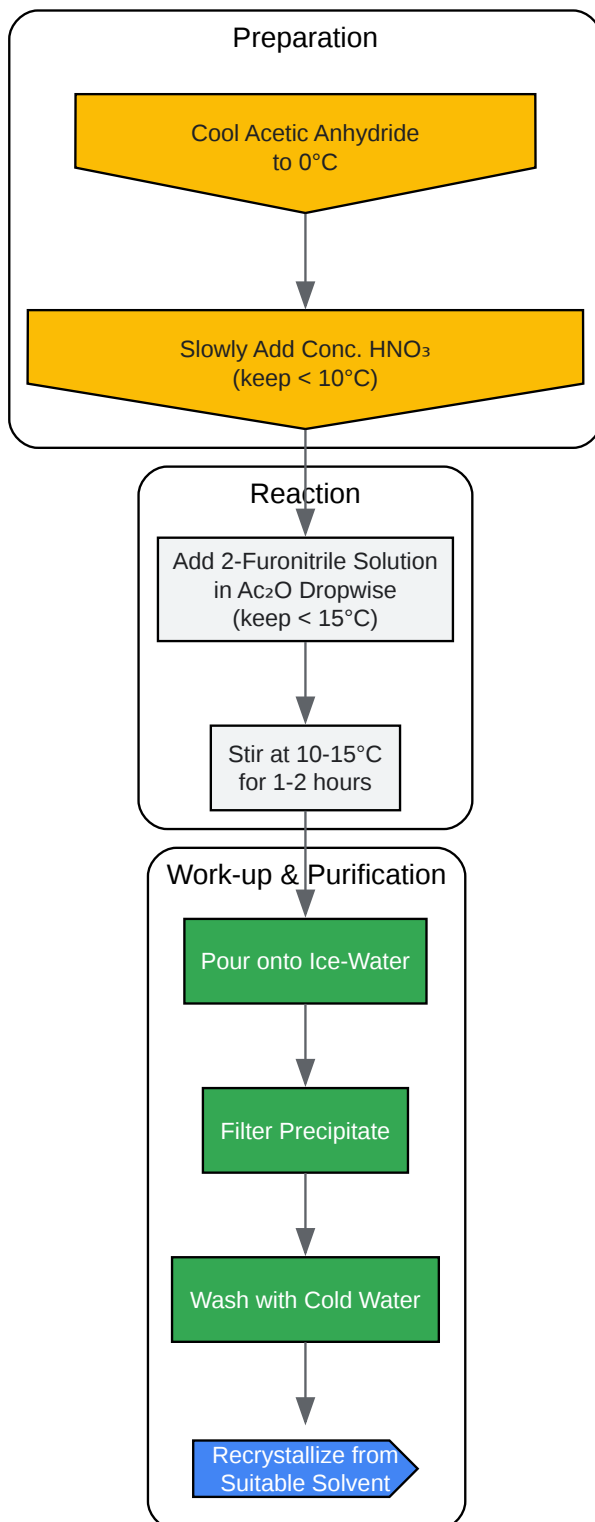 Preparation
Cool Acetic Anhydride
to 0°C
Slowly Add Conc. HNO₃
(keep < 10°C)
Reaction
Add 2-Furonitrile Solution
in Ac₂O Dropwise
(keep < 15°C)
Stir at 10-15°C
for 1-2 hours
Work-up & Purification
Pour onto Ice-Water
Filter Precipitate
Wash with Cold Water
Recrystallize from
Suitable Solvent